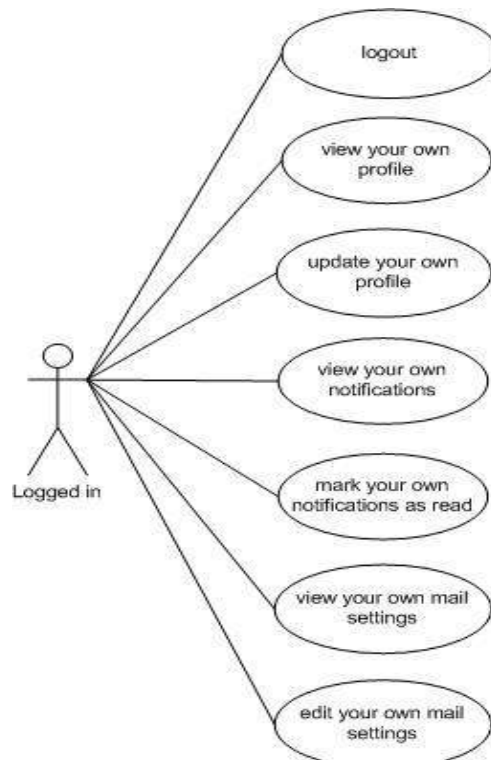 logout
view your own
profile
update your own
profile
view your own
notifications
Logged in
mark your own
notifications as read
view your own mail
settings
edit your own mail
settings